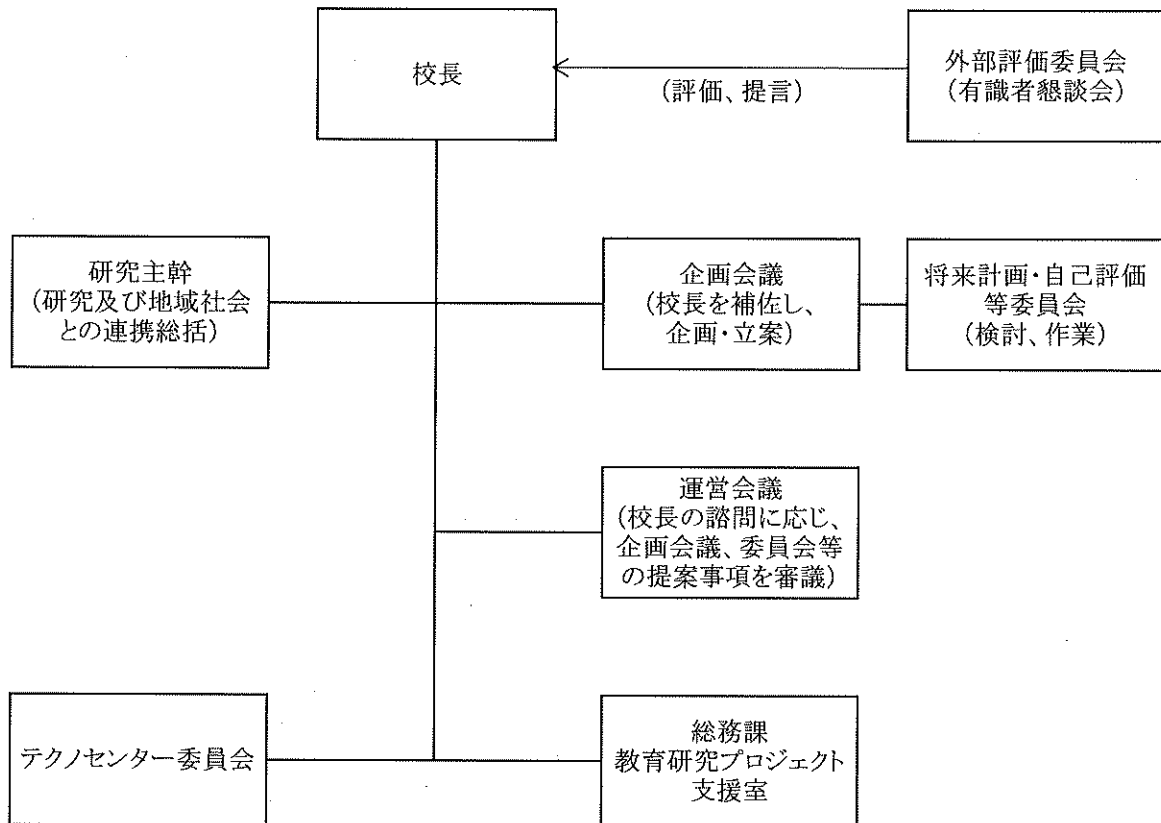 校長
外部評価委員会
(有識者懇談会)
(評価、提言)
研究主幹
(研究及び地域社会
との連携総括)
企画会議
(校長を補佐し、
企画・立案)
将来計画・自己評価
等委員会
(検討、作業)
運営会議
(校長の諮問に応じ、
企画会議、委員会等
の提案事項を審議)
テクノセンター委員会
総務課
教育研究プロジェクト
支援室